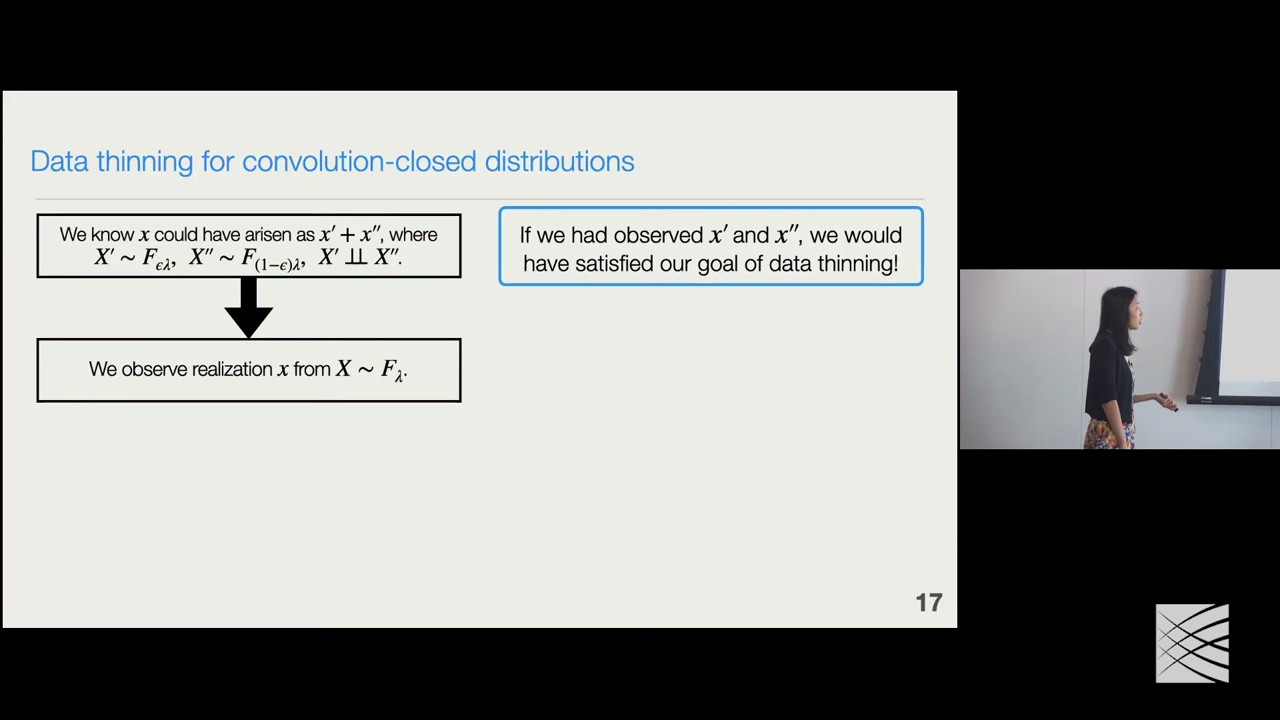 Data thinning for convolution-closed distributions
We know x could have arisen as x′ + x″, where
X′ ∼ F_{ϵλ}, X″ ∼ F_{(1−ϵ)λ}, X′ ⫫ X″.
If we had observed x′ and x″, we would
have satisfied our goal of data thinning!
We observe realization x from X ∼ F_λ.
17